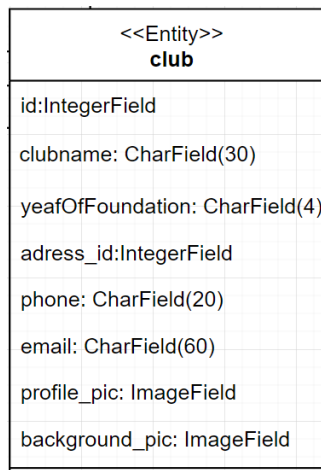 <<Entity>>
club
id:IntegerField
clubname: CharField(30)
yeafOfFoundation: CharField(4)
adress_id:IntegerField
phone: CharField(20)
email: CharField(60)
profile_pic: ImageField
background_pic: ImageField